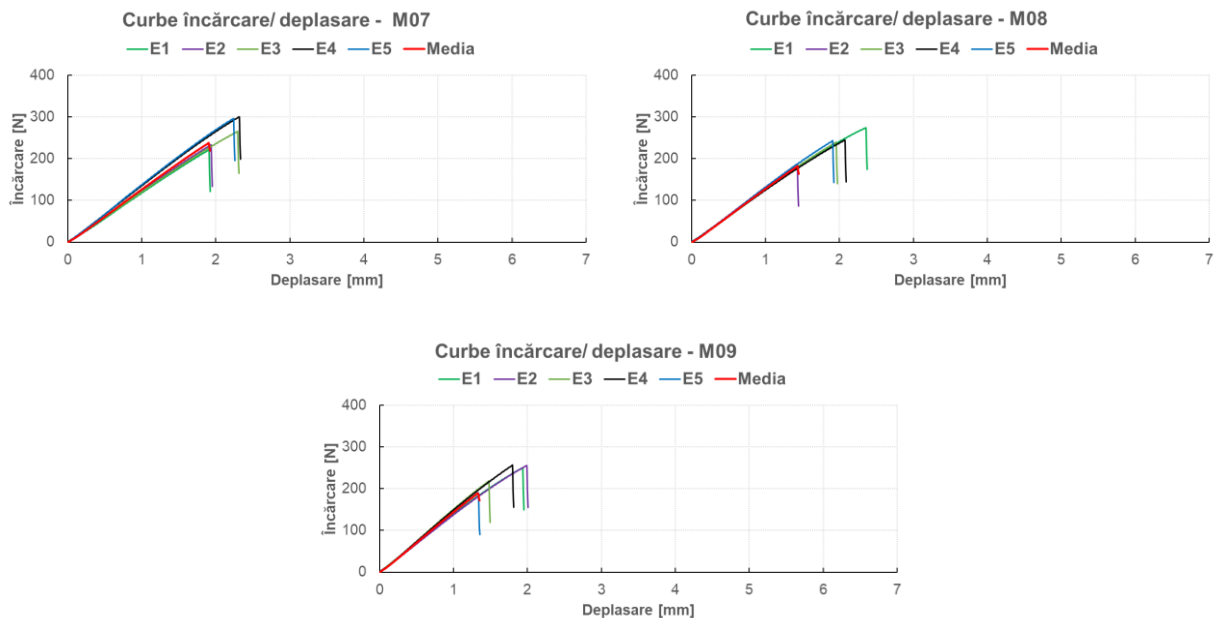 Curbe încărcare/ deplasare -  M07
E1 E2 E3 E4 E5 Media
400
300
200
100
0
Încărcare [N]
0 1 2 3 4 5 6 7
Deplasare [mm]
Curbe încărcare/ deplasare - M08
E1 E2 E3 E4 E5 Media
400
300
200
100
0
Încărcare [N]
0 1 2 3 4 5 6 7
Deplasare [mm]
Curbe încărcare/ deplasare - M09
E1 E2 E3 E4 E5 Media
400
300
200
100
0
Încărcare [N]
0 1 2 3 4 5 6 7
Deplasare [mm]